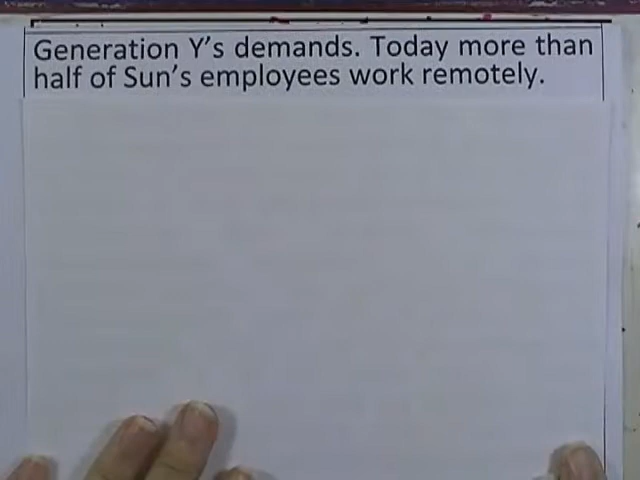 Generation Y's demands. Today more than
half of Sun's employees work remotely.